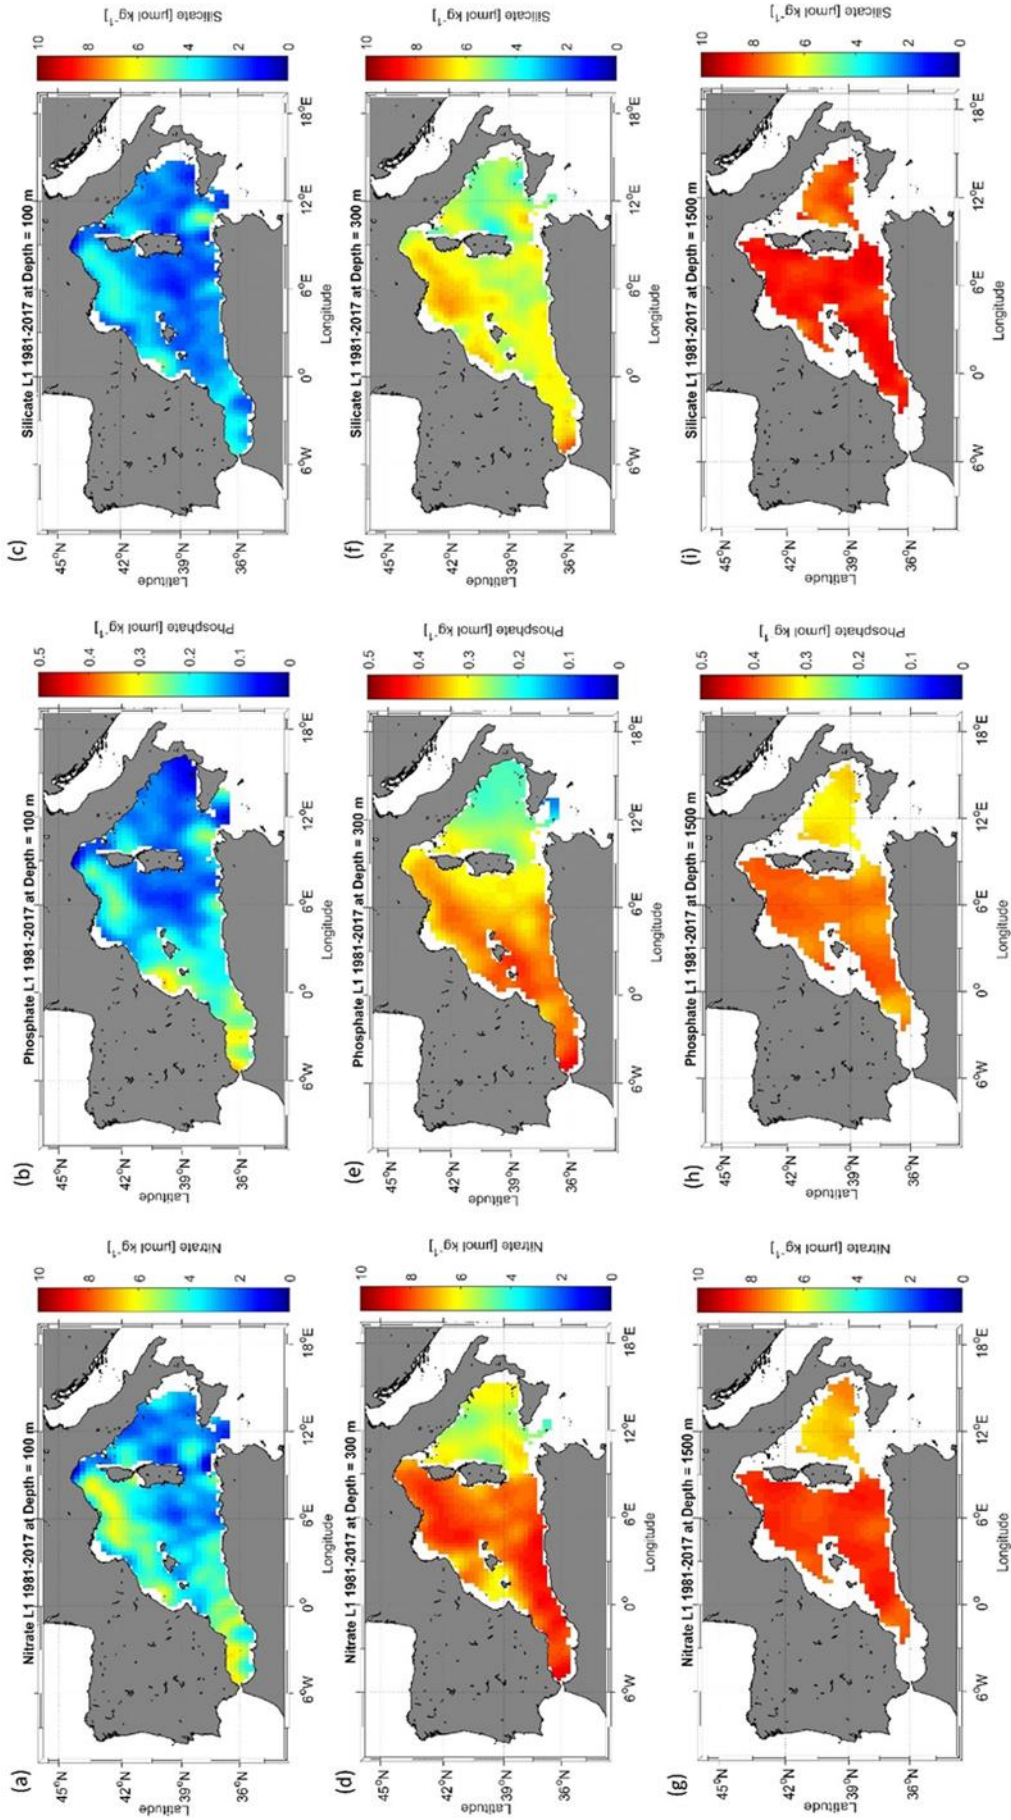 (a)
Nitrate L1 1981-2017 at Depth = 100 m
45°N
42°N
39°N
36°N
Latitude
6°W
0°
6°E
12°E
18°E
Longitude
10
8
6
4
2
0
Nitrate [µmol kg-1]
(b)
Phosphate L1 1981-2017 at Depth = 100 m
45°N
42°N
39°N
36°N
Latitude
6°W
0°
6°E
12°E
18°E
Longitude
0.5
0.4
0.3
0.2
0.1
0
Phosphate [µmol kg-1]
(c)
Silicate L1 1981-2017 at Depth = 100 m
45°N
42°N
39°N
36°N
Latitude
6°W
0°
6°E
12°E
18°E
Longitude
10
8
6
4
2
0
Silicate [µmol kg-1]
(d)
Nitrate L1 1981-2017 at Depth = 300 m
45°N
42°N
39°N
36°N
Latitude
6°W
0°
6°E
12°E
18°E
Longitude
10
8
6
4
2
0
Nitrate [µmol kg-1]
(e)
Phosphate L1 1981-2017 at Depth = 300 m
45°N
42°N
39°N
36°N
Latitude
6°W
0°
6°E
12°E
18°E
Longitude
0.5
0.4
0.3
0.2
0.1
0
Phosphate [µmol kg-1]
(f)
Silicate L1 1981-2017 at Depth = 300 m
45°N
42°N
39°N
36°N
Latitude
6°W
0°
6°E
12°E
18°E
Longitude
10
8
6
4
2
0
Silicate [µmol kg-1]
(g)
Nitrate L1 1981-2017 at Depth = 1500 m
45°N
42°N
39°N
36°N
Latitude
6°W
0°
6°E
12°E
18°E
Longitude
10
8
6
4
2
0
Nitrate [µmol kg-1]
(h)
Phosphate L1 1981-2017 at Depth = 1500 m
45°N
42°N
39°N
36°N
Latitude
6°W
0°
6°E
12°E
18°E
Longitude
0.5
0.4
0.3
0.2
0.1
0
Phosphate [µmol kg-1]
(i)
Silicate L1 1981-2017 at Depth = 1500 m
45°N
42°N
39°N
36°N
Latitude
6°W
0°
6°E
12°E
18°E
Longitude
10
8
6
4
2
0
Silicate [µmol kg-1]